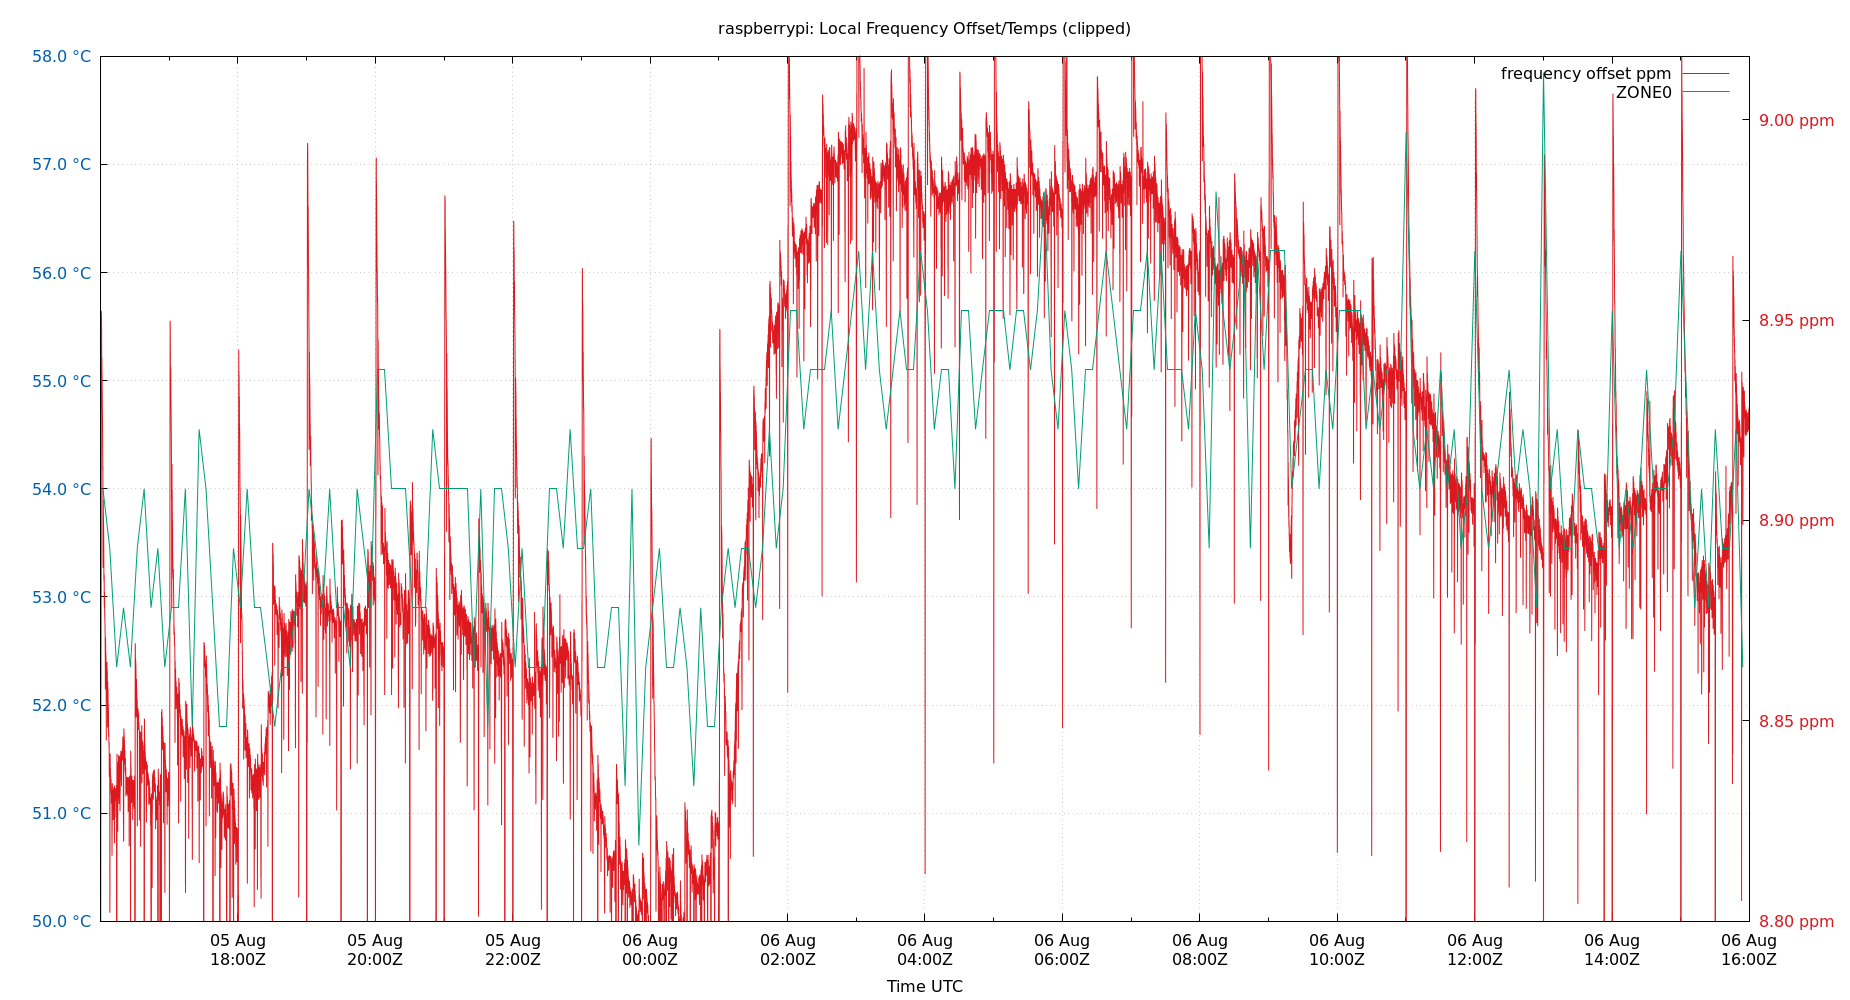 raspberrypi: Local Frequency Offset/Temps (clipped)
frequency offset ppm
ZONE0
58.0 °C
57.0 °C
56.0 °C
55.0 °C
54.0 °C
53.0 °C
52.0 °C
51.0 °C
50.0 °C
9.00 ppm
8.95 ppm
8.90 ppm
8.85 ppm
8.80 ppm
05 Aug
18:00Z
05 Aug
20:00Z
05 Aug
22:00Z
06 Aug
00:00Z
06 Aug
02:00Z
06 Aug
04:00Z
06 Aug
06:00Z
06 Aug
08:00Z
06 Aug
10:00Z
06 Aug
12:00Z
06 Aug
14:00Z
06 Aug
16:00Z
Time UTC